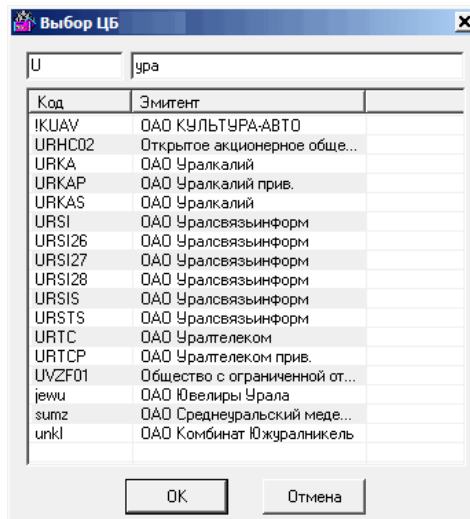 Выбор ЦБ
U ура
Код Эмитент
!KUAV ОАО КУЛЬТУРА-АВТО
URHC02 Открытое акционерное обще...
URKA ОАО Уралкалий
URKAP ОАО Уралкалий прив.
URKAS ОАО Уралкалий
URSI ОАО Уралсвязьинформ
URSI26 ОАО Уралсвязьинформ
URSI27 ОАО Уралсвязьинформ
URSI28 ОАО Уралсвязьинформ
URSIS ОАО Уралсвязьинформ
URSTS ОАО Уралсвязьинформ
URTC ОАО Уралтелеком
URTCP ОАО Уралтелеком прив.
UVZF01 Общество с ограниченной от...
jewu ОАО Ювелиры Урала
sumz ОАО Среднеуральский меде...
unkl ОАО Комбинат Южуралникель
OK Отмена